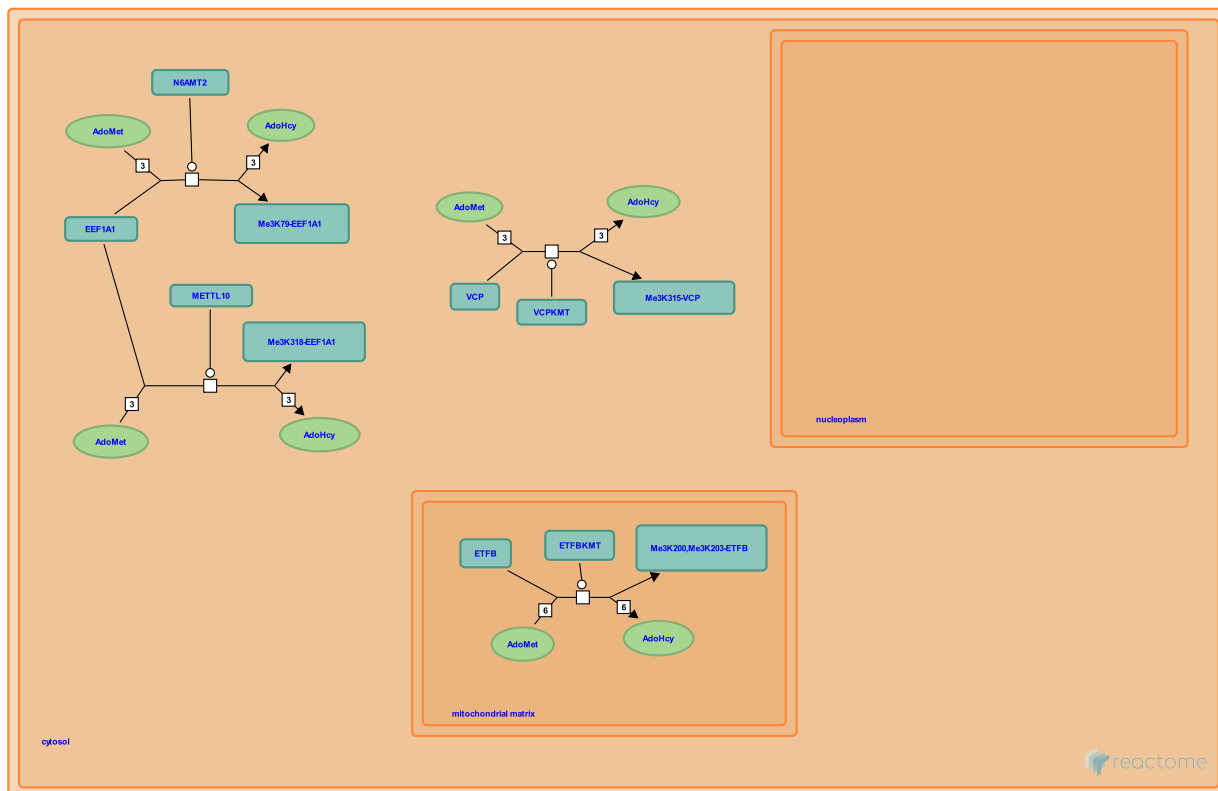 N6AMT2
AdoMet
AdoHcy
3
3
EEF1A1
Me3K79-EEF1A1
METTL10
Me3K318-EEF1A1
3
3
AdoMet
AdoHcy
AdoMet
AdoHcy
3
3
VCP
VCPKMT
Me3K315-VCP
nucleoplasm
ETFB
ETFBKMT
Me3K200,Me3K203-ETFB
6
6
AdoMet
AdoHcy
mitochondrial matrix
cytosol
reactome